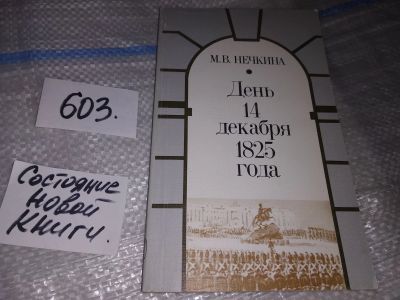 603.
Состояние
Новой
Книги.
М.В. НЕЧКИНА
День
14
декабря
1825
года